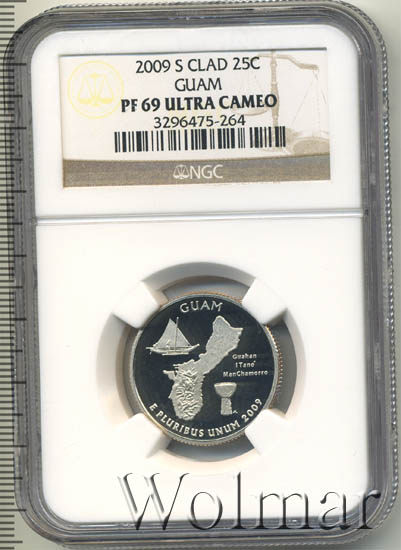 2009 S CLAD 25C
GUAM
PF 69 ULTRA CAMEO
3296475-264
NGC
GUAM
Guahan
I Tano'
ManChamorro
E PLURIBUS UNUM 2009
Wolmar